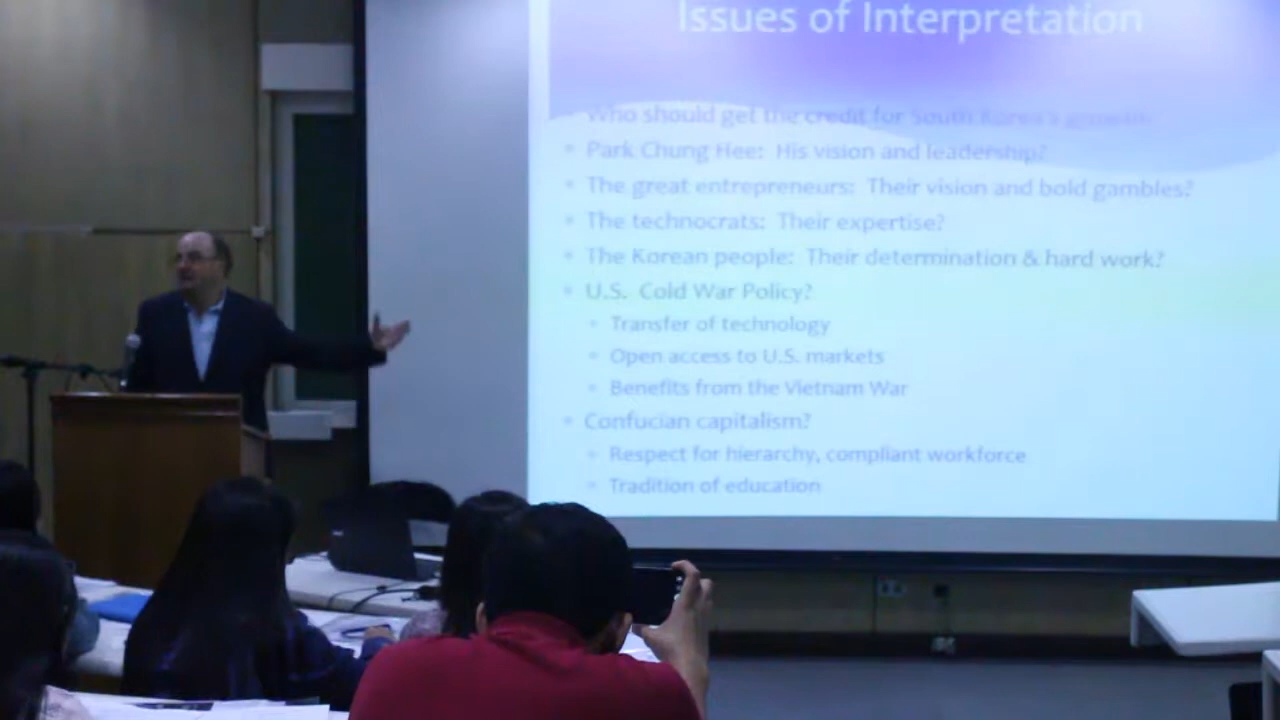 Issues of Interpretation
Who should get the credit for South Korea's growth
• Park Chung Hee: His vision and leadership?
• The great entrepreneurs: Their vision and bold gambles?
• The technocrats: Their expertise?
• The Korean people: Their determination & hard work?
• U.S. Cold War Policy?
• Transfer of technology
• Open access to U.S. markets
• Benefits from the Vietnam War
• Confucian capitalism?
• Respect for hierarchy, compliant workforce
• Tradition of education